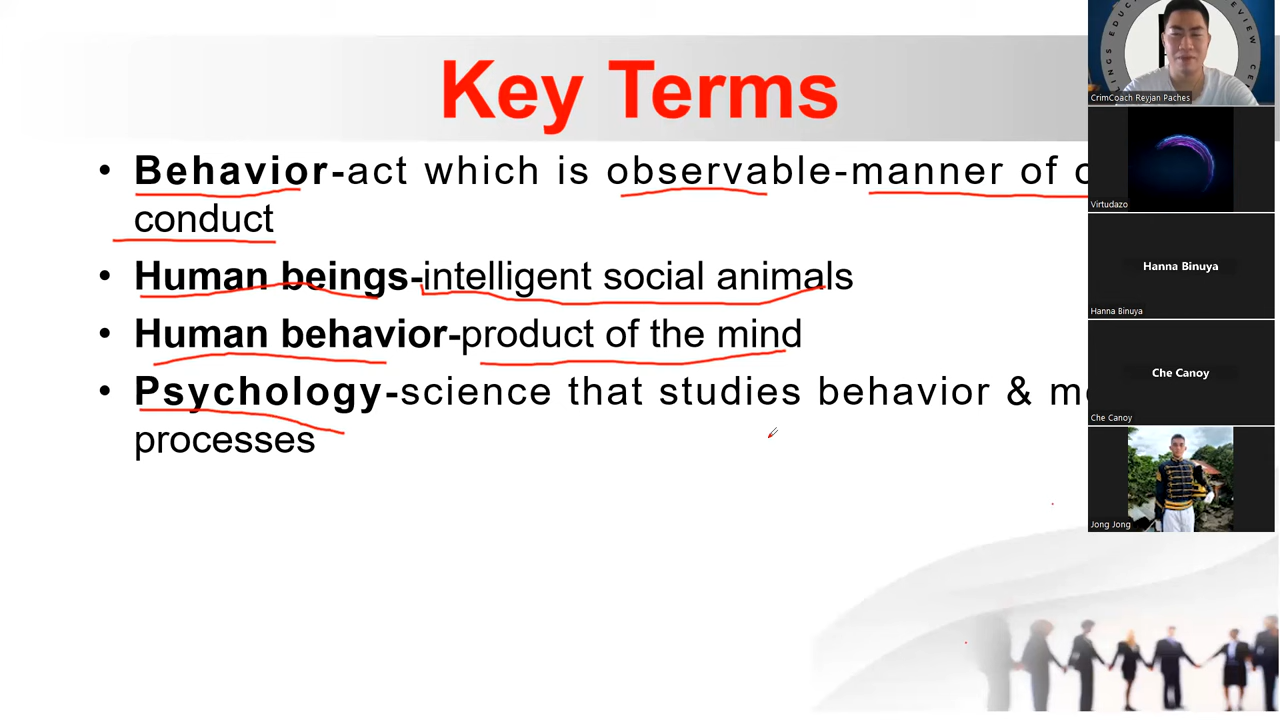 Key Terms
• Behavior-act which is observable-manner of
conduct
• Human beings-intelligent social animals
• Human behavior-product of the mind
• Psychology-science that studies behavior &
processes
CrimCoach Reyjan Paches
Virtudazo
Hanna Binuya
Hanna Binuya
Che Canoy
Che Canoy
Jong Jong